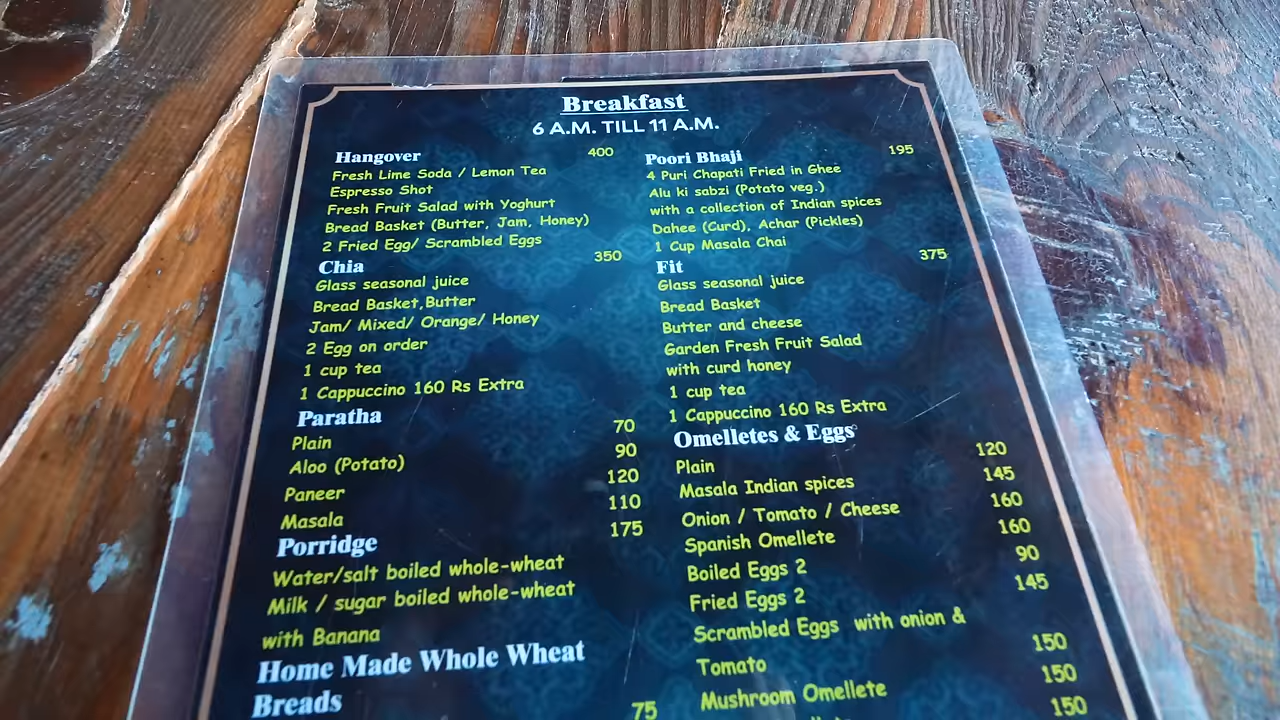 Breakfast
6 A.M. TILL 11 A.M.
Hangover 400
Fresh Lime Soda / Lemon Tea
Espresso Shot
Fresh Fruit Salad with Yoghurt
Bread Basket (Butter, Jam, Honey)
2 Fried Egg/ Scrambled Eggs
Chia 350
Glass seasonal juice
Bread Basket,Butter
Jam/ Mixed/ Orange/ Honey
2 Egg on order
1 cup tea
1 Cappuccino 160 Rs Extra
Paratha
Plain 70
Aloo (Potato) 90
Paneer 120
Masala 110
175
Porridge
Water/salt boiled whole-wheat
Milk / sugar boiled whole-wheat
with Banana
Home Made Whole Wheat
Breads 75
Poori Bhaji 195
4 Puri Chapati Fried in Ghee
Alu ki sabzi (Potato veg.)
with a collection of Indian spices
Dahee (Curd), Achar (Pickles)
1 Cup Masala Chai
Fit 375
Glass seasonal juice
Bread Basket
Butter and cheese
Garden Fresh Fruit Salad
with curd honey
1 cup tea
1 Cappuccino 160 Rs Extra
Omelletes & Eggs
Plain 120
Masala Indian spices 145
Onion / Tomato / Cheese 160
Spanish Omellete 160
Boiled Eggs 2 90
Fried Eggs 2 145
Scrambled Eggs with onion &
Tomato 150
Mushroom Omellete 150
150